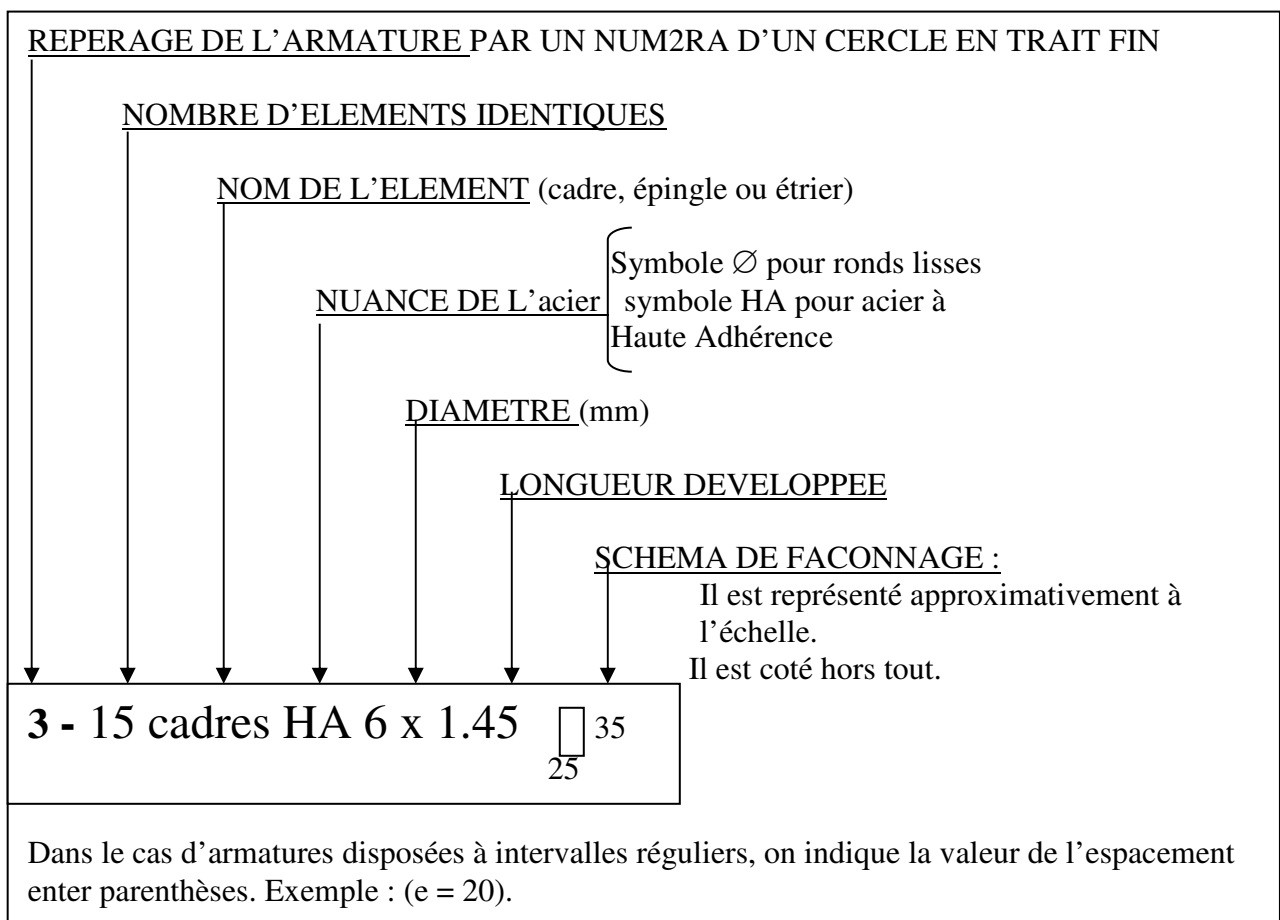 REPERAGE DE L’ARMATURE PAR UN NUM2RA D’UN CERCLE EN TRAIT FIN
NOMBRE D’ELEMENTS IDENTIQUES
NOM DE L’ELEMENT (cadre, épingle ou étrier)
Symbole ∅ pour ronds lisses
NUANCE DE L’acier symbole HA pour acier à
Haute Adhérence
DIAMETRE (mm)
LONGUEUR DEVELOPPEE
SCHEMA DE FACONNAGE :
Il est représenté approximativement à
l’échelle.
Il est coté hors tout.
3 - 15 cadres HA 6 x 1.45 35
25
Dans le cas d’armatures disposées à intervalles réguliers, on indique la valeur de l’espacement
enter parenthèses. Exemple : (e = 20).